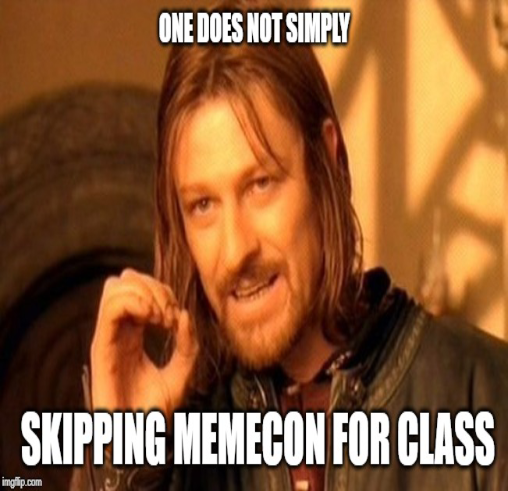 ONE DOES NOT SIMPLY
SKIPPING MEMECON FOR CLASS
imgflip.com